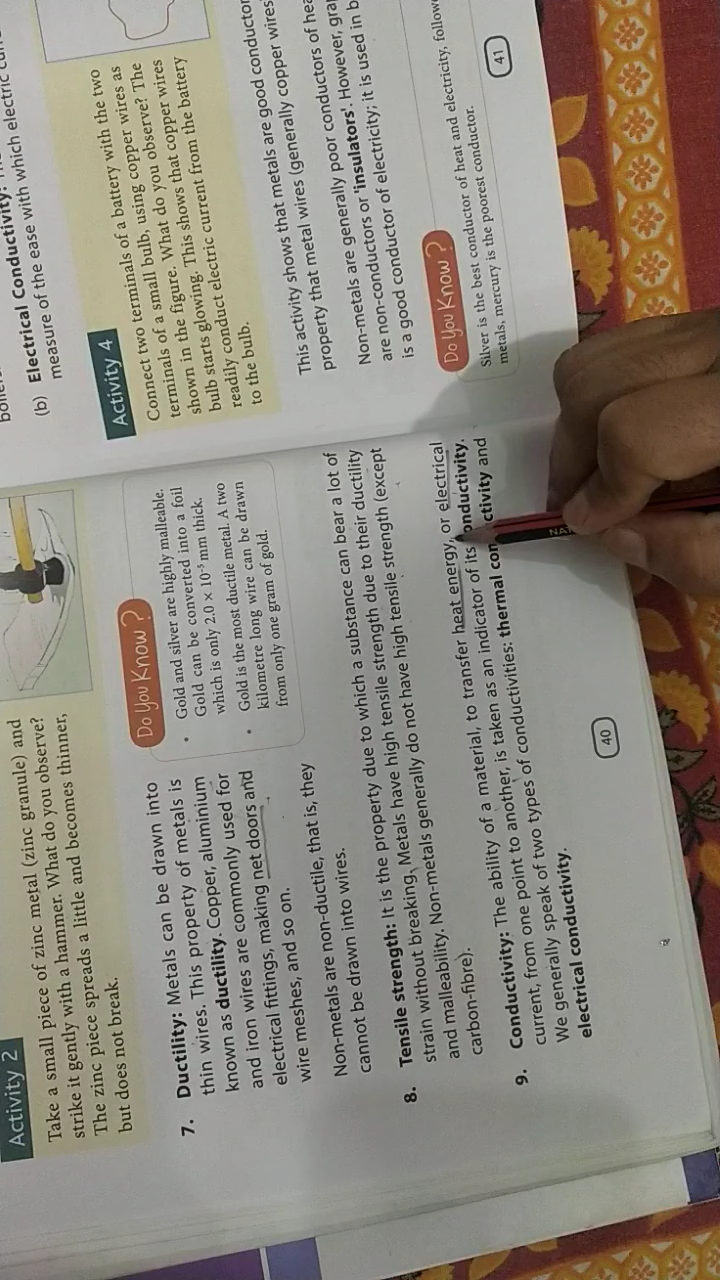 Activity 2
Take a small piece of zinc metal (zinc granule) and
strike it gently with a hammer. What do you observe?
The zinc piece spreads a little and becomes thinner,
but does not break.
7. Ductility: Metals can be drawn into
thin wires. This property of metals is
known as ductility. Copper, aluminium
and iron wires are commonly used for
electrical fittings, making net doors and
wire meshes, and so on.
Do You Know?
• Gold and silver are highly malleable.
Gold can be converted into a foil
which is only 2.0 × 10⁻⁵ mm thick.
• Gold is the most ductile metal. A two
kilometre long wire can be drawn
from only one gram of gold.
Non-metals are non-ductile, that is, they
cannot be drawn into wires.
8. Tensile strength: It is the property due to which a substance can bear a lot of
strain without breaking. Metals have high tensile strength due to their ductility
and malleability. Non-metals generally do not have high tensile strength (except
carbon-fibre).
9. Conductivity: The ability of a material, to transfer heat energy, or electrical
current, from one point to another, is taken as an indicator of its conductivity.
We generally speak of two types of conductivities: thermal conductivity and
electrical conductivity.
40
(b) Electrical Conductivity:
measure of the ease with which electric
Activity 4
Connect two terminals of a battery with the two
terminals of a small bulb, using copper wires as
shown in the figure. What do you observe? The
bulb starts glowing. This shows that copper wires
readily conduct electric current from the battery
to the bulb.
This activity shows that metals are good conductor
property that metal wires (generally copper wires
Non-metals are generally poor conductors of hea
are non-conductors or 'insulators'. However, gra
is a good conductor of electricity; it is used in b
Do You Know?
Silver is the best conductor of heat and electricity, follow
metals, mercury is the poorest conductor.
41